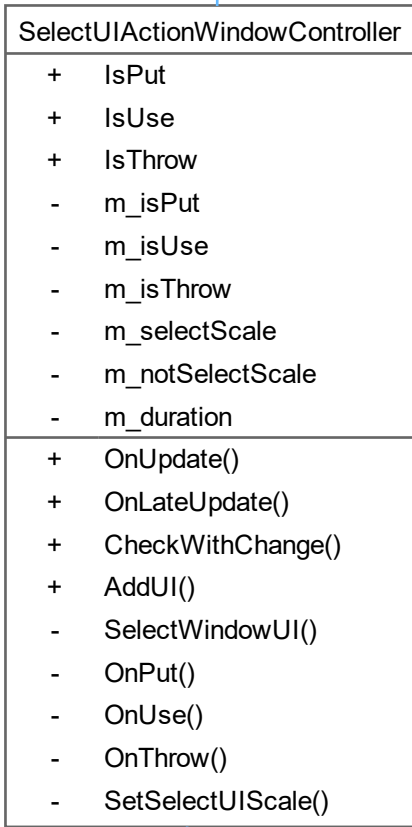 SelectUIActionWindowController
+ IsPut
+ IsUse
+ IsThrow
- m_isPut
- m_isUse
- m_isThrow
- m_selectScale
- m_notSelectScale
- m_duration
+ OnUpdate()
+ OnLateUpdate()
+ CheckWithChange()
+ AddUI()
- SelectWindowUI()
- OnPut()
- OnUse()
- OnThrow()
- SetSelectUIScale()